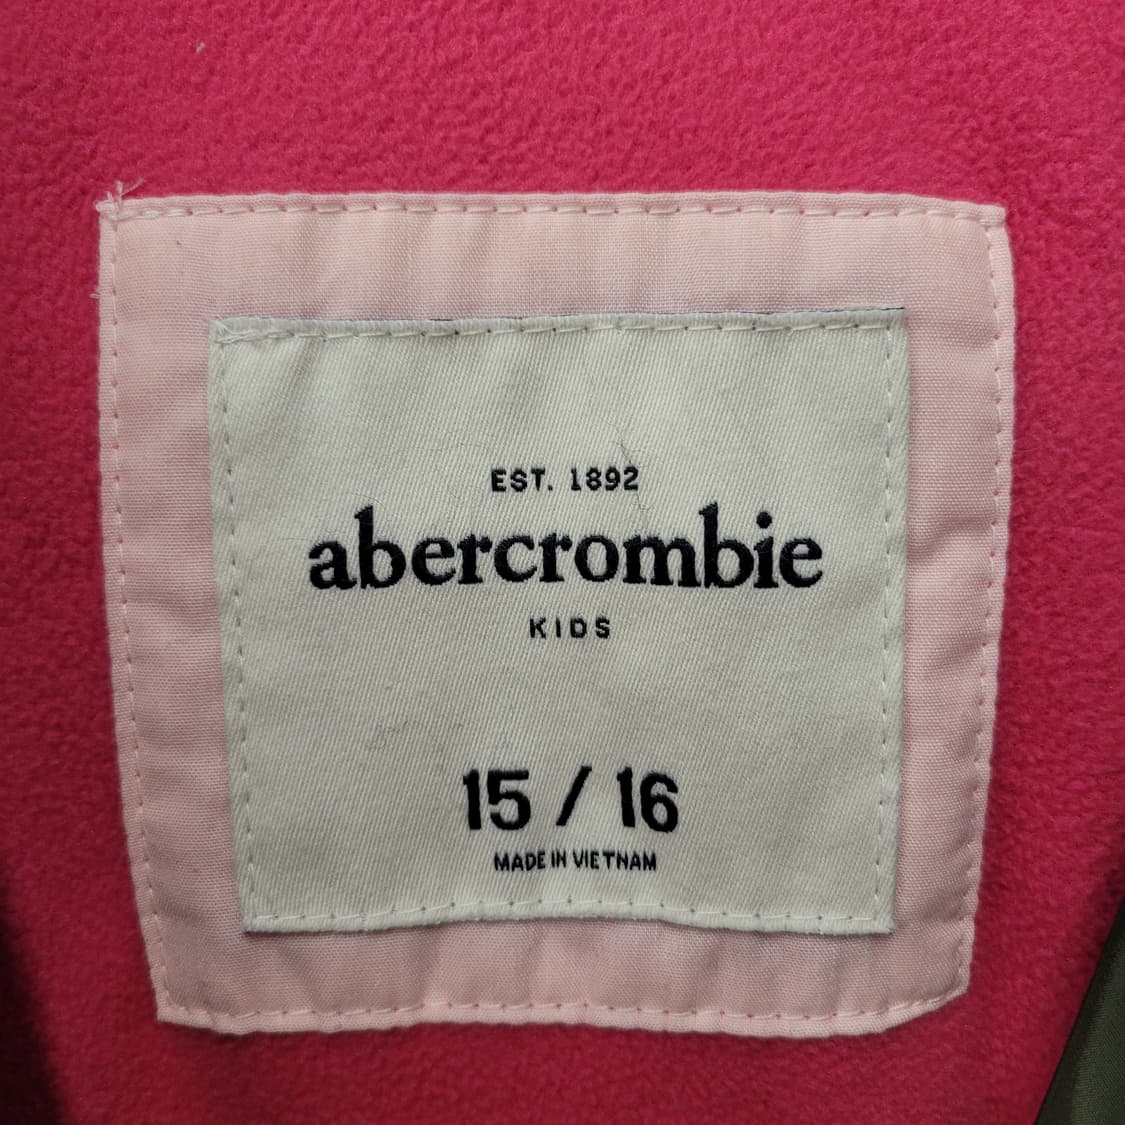 EST. 1892
abercrombie
KIDS
15 / 16
MADE IN VIETNAM